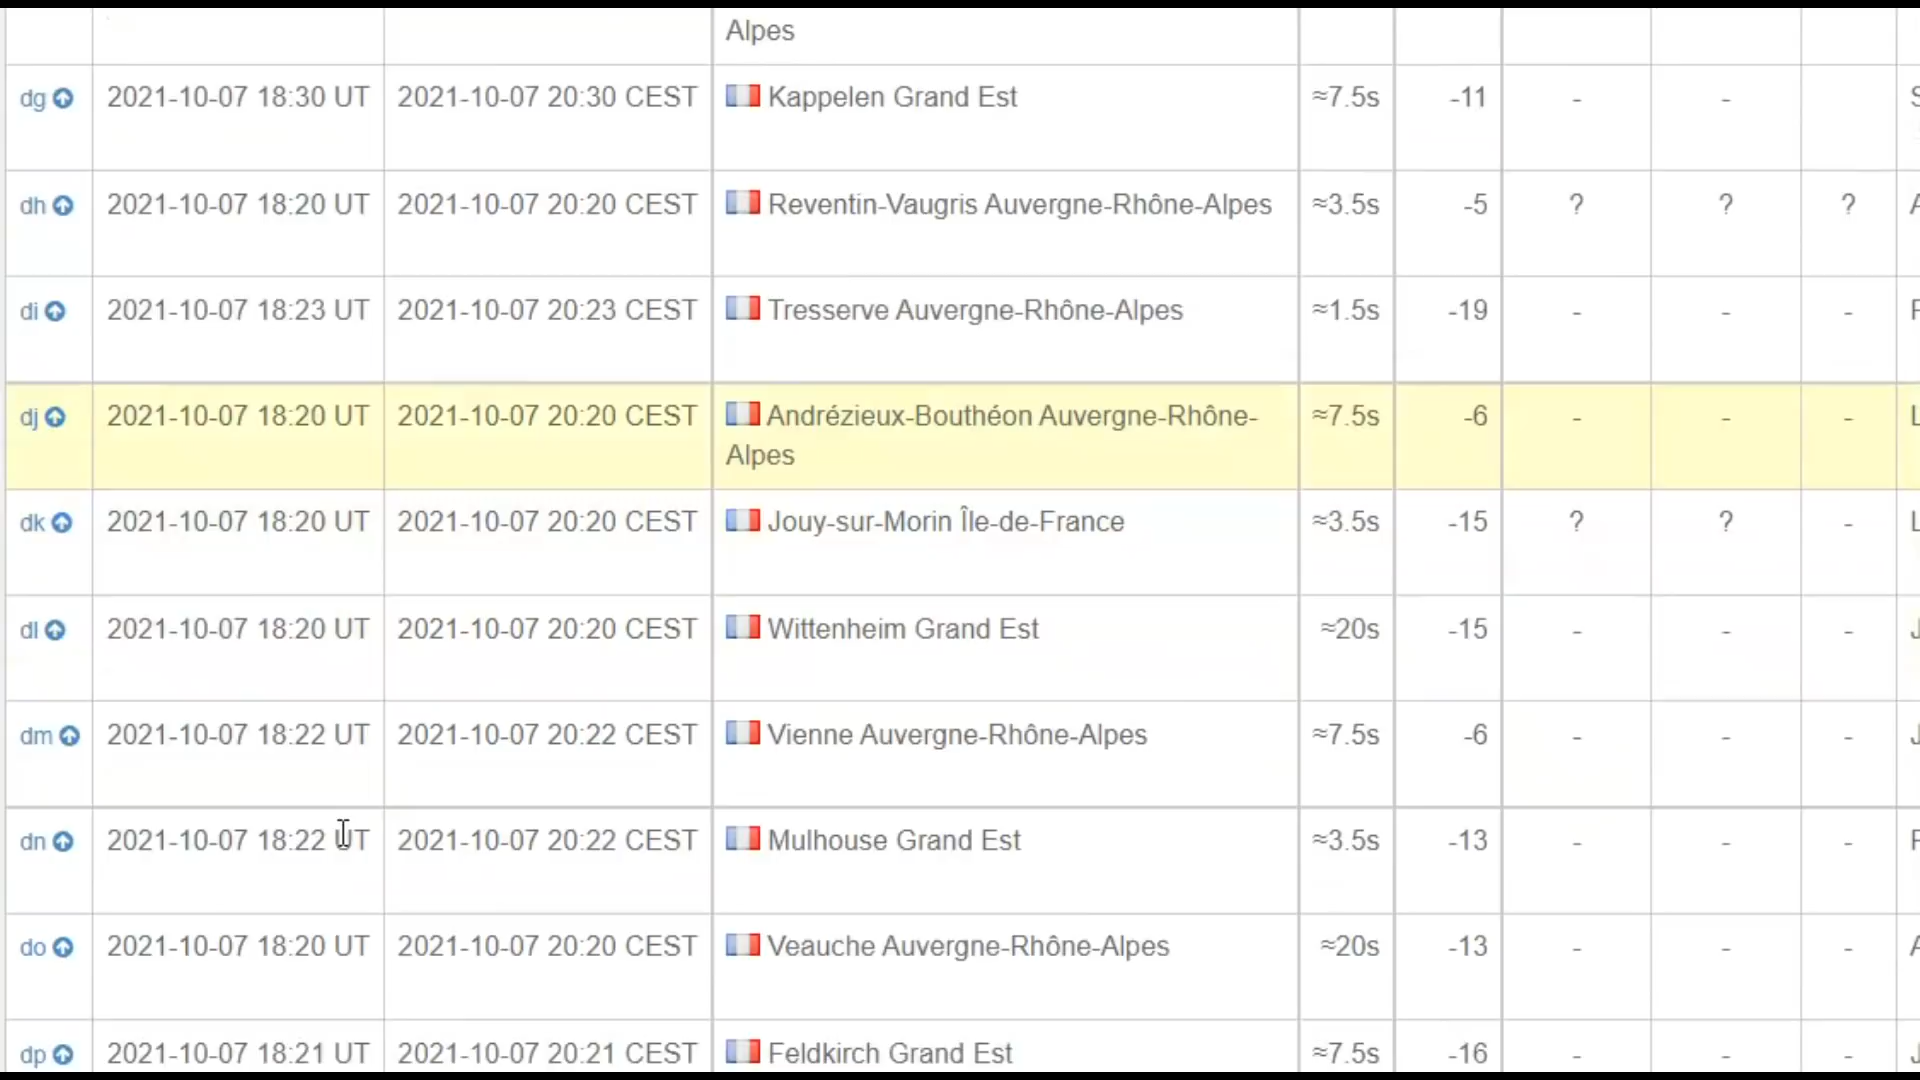 Alpes
dg 2021-10-07 18:30 UT 2021-10-07 20:30 CEST Kappelen Grand Est ≈7.5s -11 - -
dh 2021-10-07 18:20 UT 2021-10-07 20:20 CEST Reventin-Vaugris Auvergne-Rhône-Alpes ≈3.5s -5 ? ? ?
di 2021-10-07 18:23 UT 2021-10-07 20:23 CEST Tresserve Auvergne-Rhône-Alpes ≈1.5s -19 - - -
dj 2021-10-07 18:20 UT 2021-10-07 20:20 CEST Andrézieux-Bouthéon Auvergne-Rhône- ≈7.5s -6 - - - L
Alpes
dk 2021-10-07 18:20 UT 2021-10-07 20:20 CEST Jouy-sur-Morin Île-de-France ≈3.5s -15 ? ? - L
dl 2021-10-07 18:20 UT 2021-10-07 20:20 CEST Wittenheim Grand Est ≈20s -15 - - -
dm 2021-10-07 18:22 UT 2021-10-07 20:22 CEST Vienne Auvergne-Rhône-Alpes ≈7.5s -6 - - -
dn 2021-10-07 18:22 UT 2021-10-07 20:22 CEST Mulhouse Grand Est ≈3.5s -13 - - -
do 2021-10-07 18:20 UT 2021-10-07 20:20 CEST Veauche Auvergne-Rhône-Alpes ≈20s -13 - - -
dp 2021-10-07 18:21 UT 2021-10-07 20:21 CEST Feldkirch Grand Est ≈7.5s -16 - - -